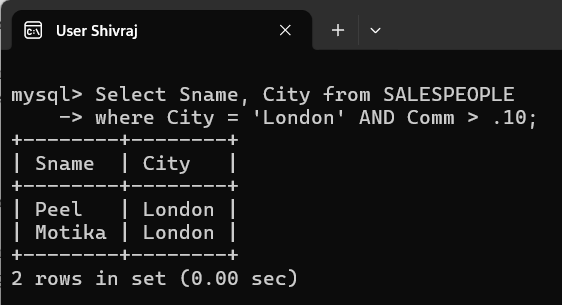 User Shivraj
mysql> Select Sname, City from SALESPEOPLE
    -> where City = 'London' AND Comm > .10;
+--------+--------+
| Sname  | City   |
+--------+--------+
| Peel   | London |
| Motika | London |
+--------+--------+
2 rows in set (0.00 sec)